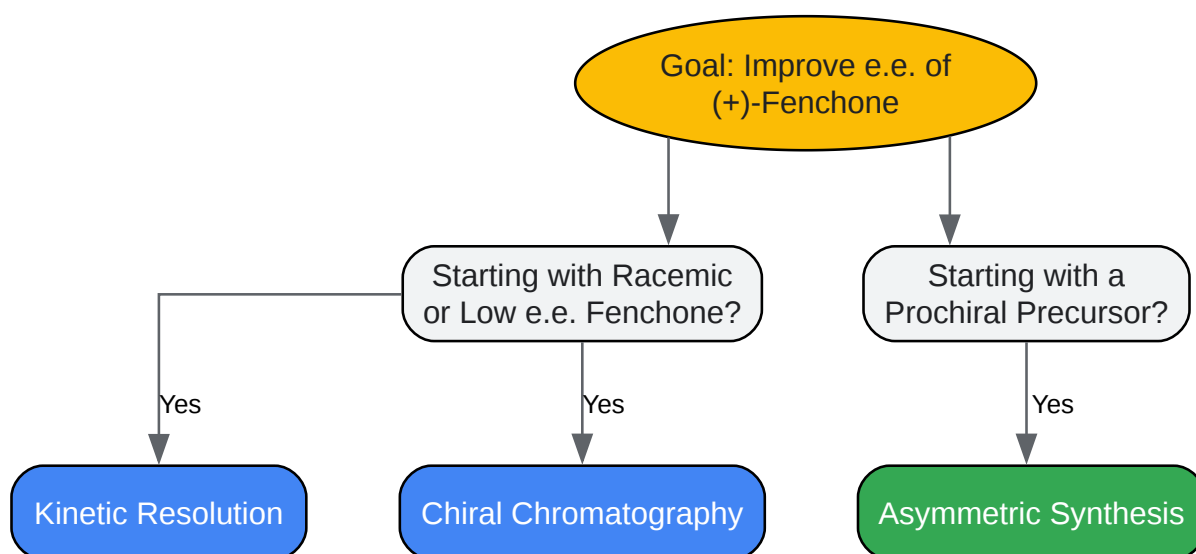 Goal: Improve e.e. of
(+)-Fenchone
Starting with Racemic
or Low e.e. Fenchone?
Starting with a
Prochiral Precursor?
Yes
Yes
Yes
Kinetic Resolution
Chiral Chromatography
Asymmetric Synthesis